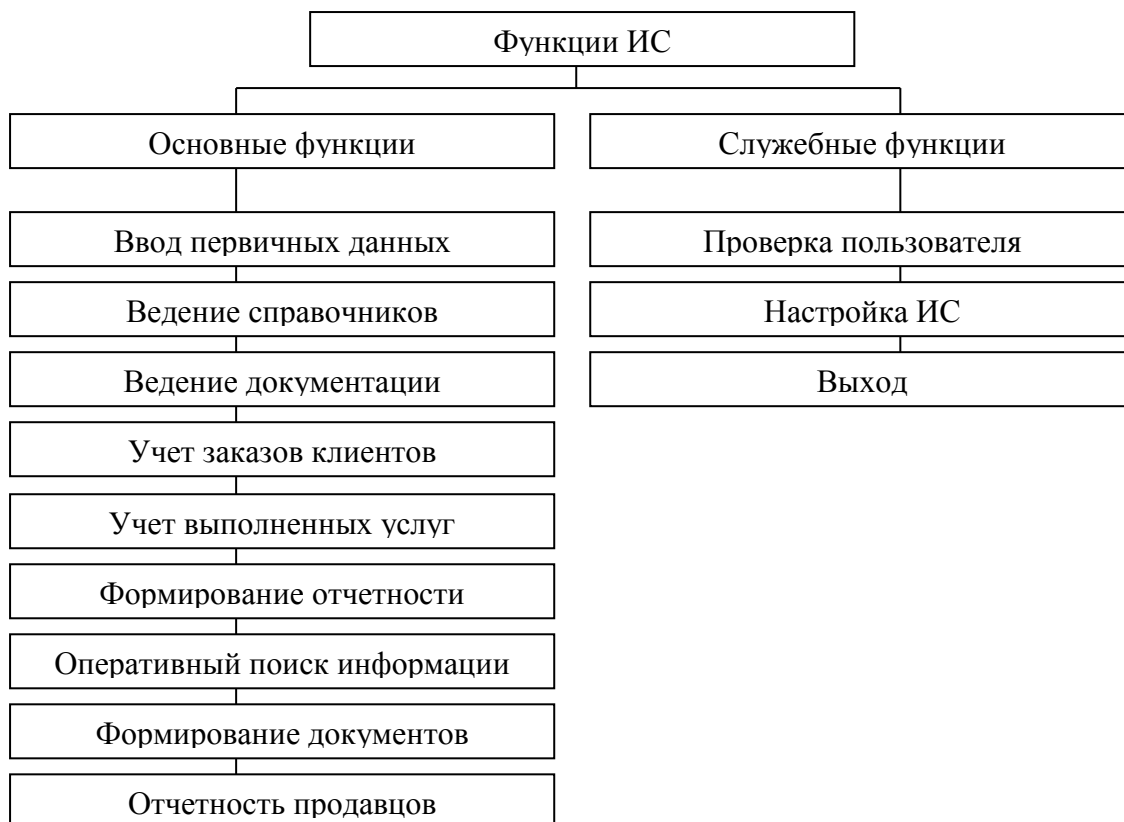 Функции ИС
Основные функции
Служебные функции
Ввод первичных данных
Проверка пользователя
Ведение справочников
Настройка ИС
Ведение документации
Выход
Учет заказов клиентов
Учет выполненных услуг
Формирование отчетности
Оперативный поиск информации
Формирование документов
Отчетность продавцов